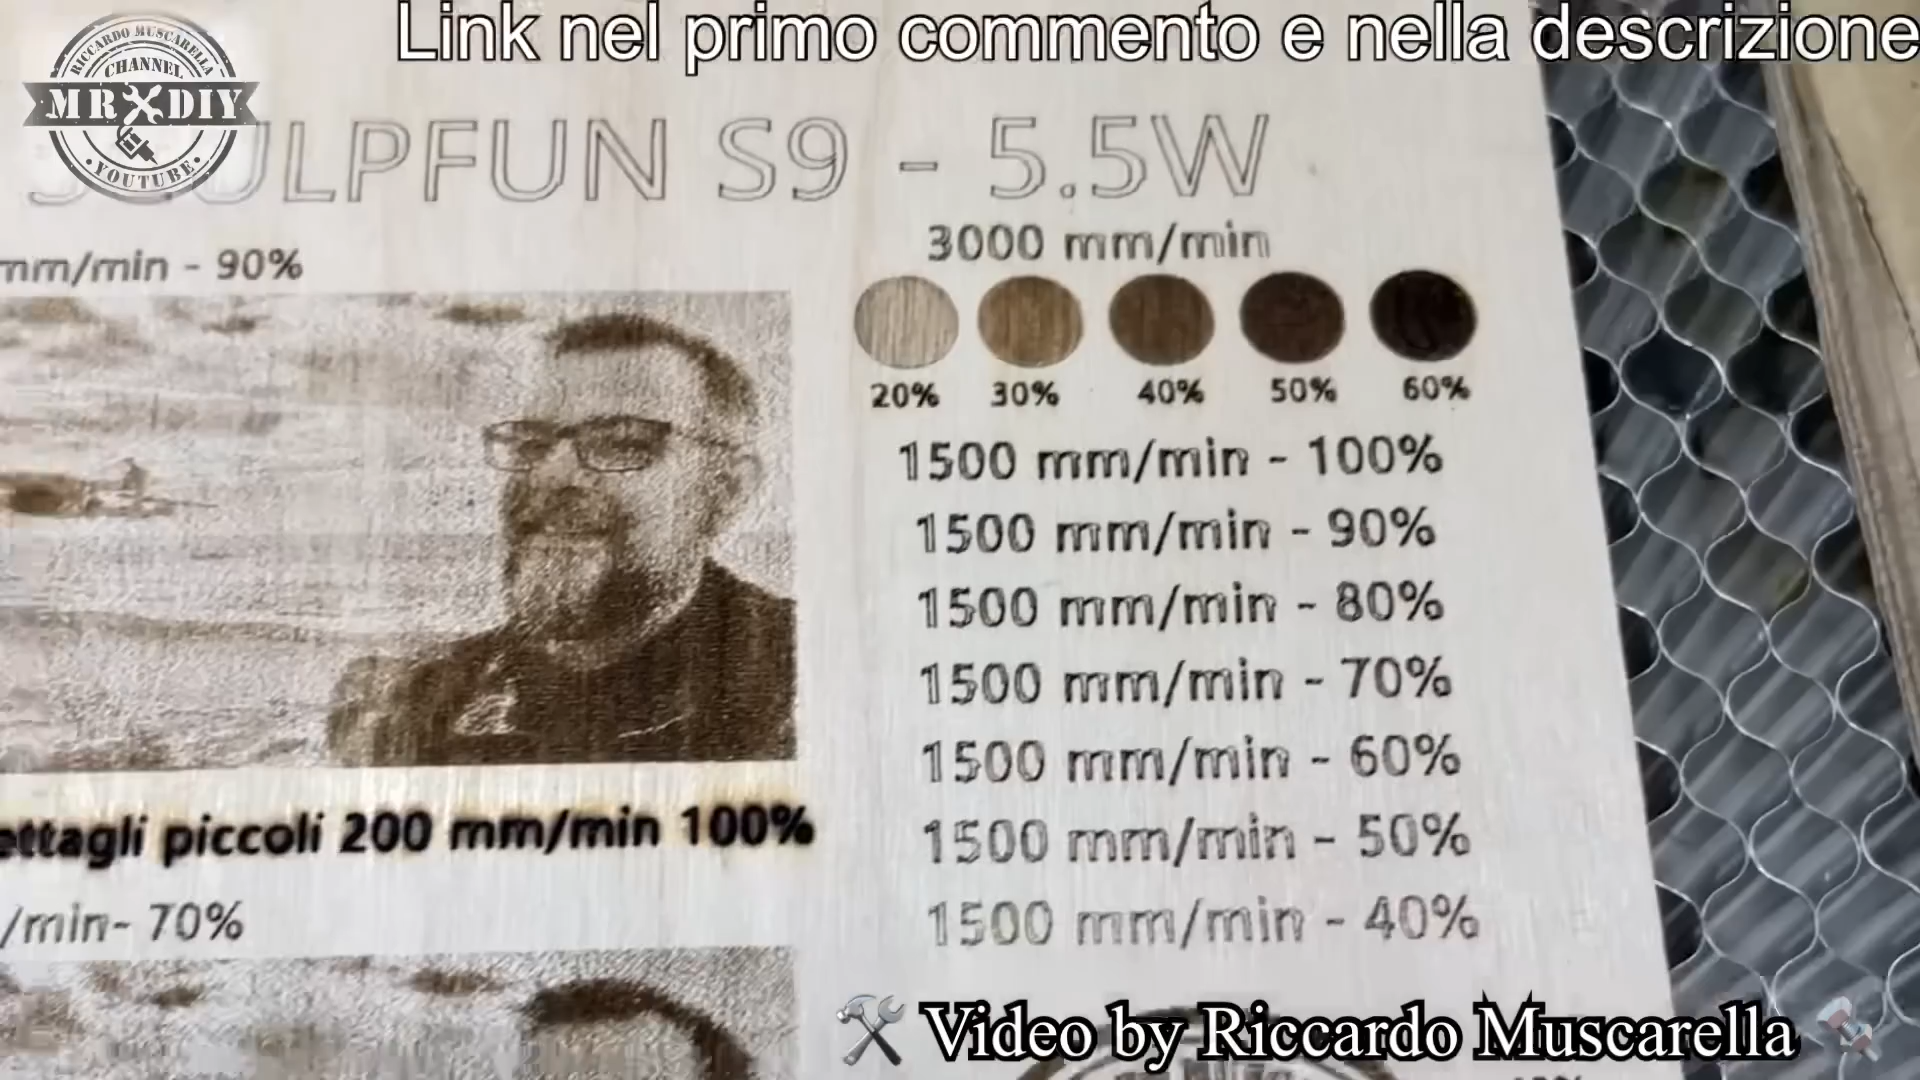 Link nel primo commento e nella descrizione
RICCARDO MUSCARELLA
CHANNEL
MR DIY
YOUTUBE
SCULPFUN S9 - 5.5W
3000 mm/min
mm/min - 90%
20% 30% 40% 50% 60%
1500 mm/min - 100%
1500 mm/min - 90%
1500 mm/min - 80%
1500 mm/min - 70%
1500 mm/min - 60%
1500 mm/min - 50%
1500 mm/min - 40%
ettagli piccoli 200 mm/min 100%
/min- 70%
Video by Riccardo Muscarella